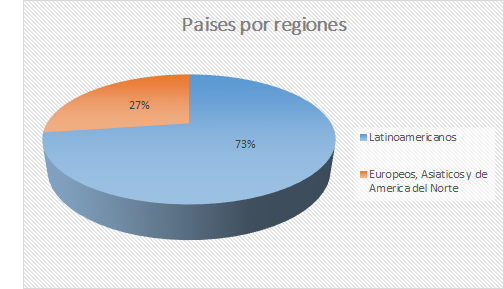 Paises por regiones
27%
73%
Latinoamericanos
Europeos, Asiaticos y de
America del Norte